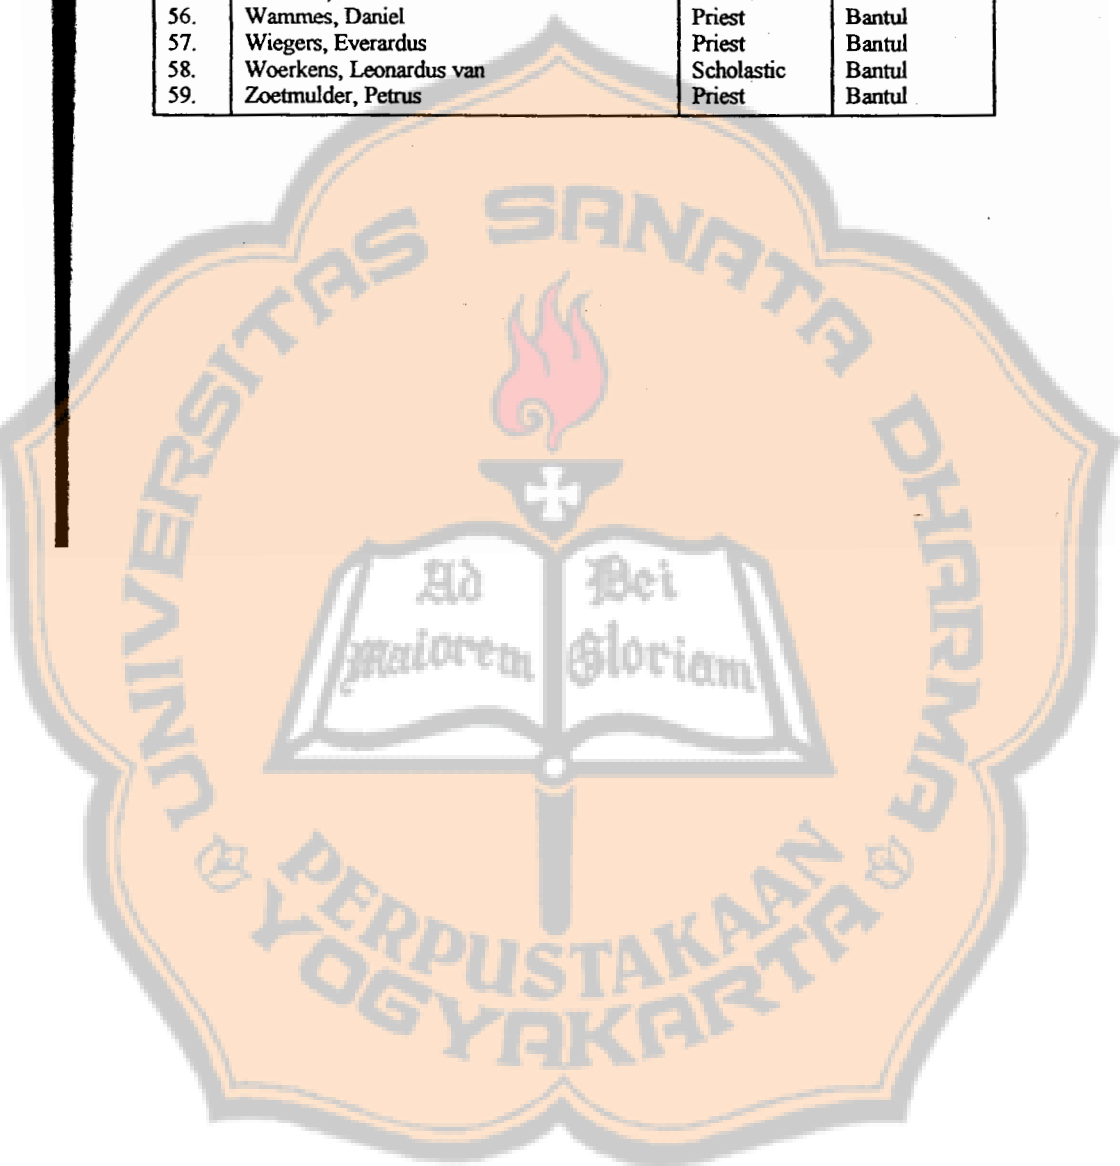 56. Wammes, Daniel Priest Bantul
57. Wiegers, Everardus Priest Bantul
58. Woerkens, Leonardus van Scholastic Bantul
59. Zoetmulder, Petrus Priest Bantul
UNIVERSITAS SANATA DHARMA
Ad Dei
Maiorem Gloriam
PERPUSTAKAAN
YOGYAKARTA